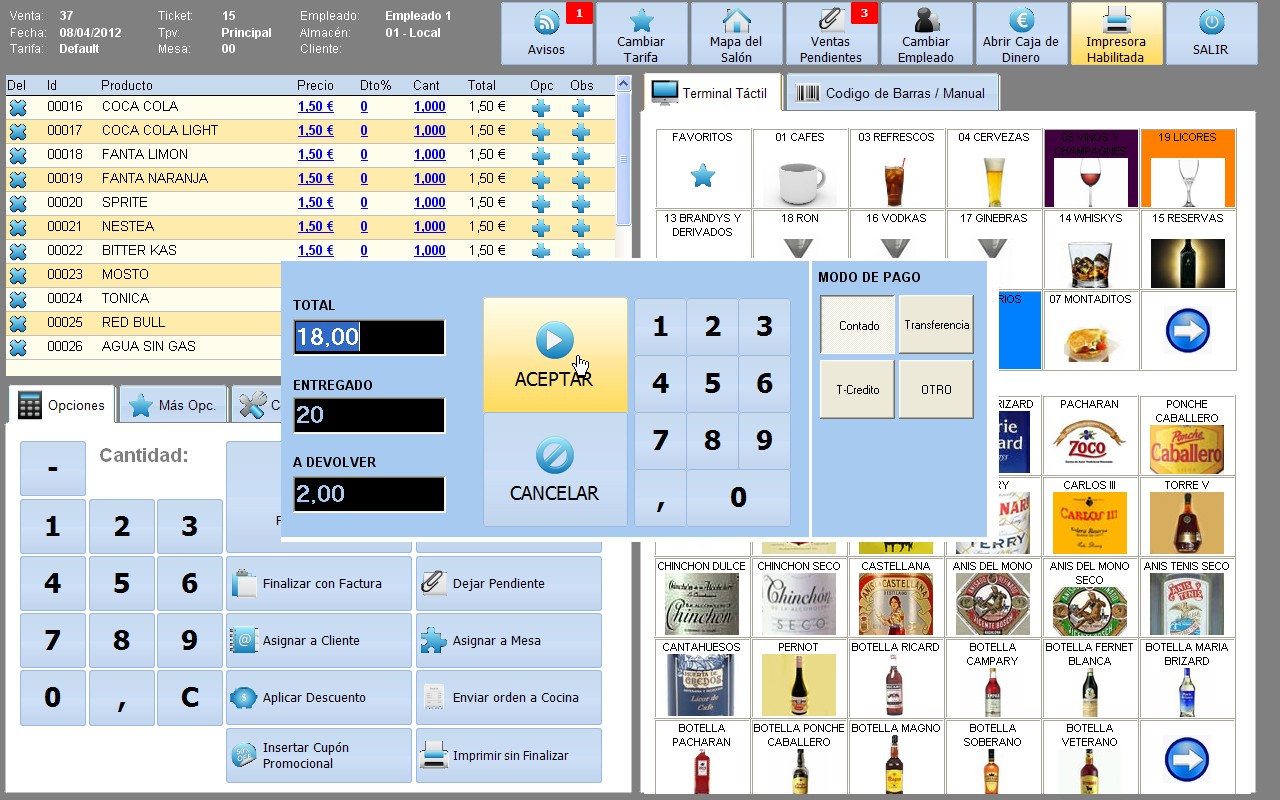 Venta: 37 Ticket: 15 Empleado: Empleado 1
Fecha: 08/04/2012 Tpv: Principal Almacén: 01 - Local
Tarifa: Default Mesa: 00 Cliente:
Avisos 1
Cambiar Tarifa
Mapa del Salón
Ventas Pendientes 3
Cambiar Empleado
Abrir Caja de Dinero
Impresora Habilitada
SALIR
Del Id Producto Precio Dto% Cant Total Opc Obs
00016 COCA COLA 1,50 € 0 1,000 1,50 €
00017 COCA COLA LIGHT 1,50 € 0 1,000 1,50 €
00018 FANTA LIMON 1,50 € 0 1,000 1,50 €
00019 FANTA NARANJA 1,50 € 0 1,000 1,50 €
00020 SPRITE 1,50 € 0 1,000 1,50 €
00021 NESTEA 1,50 € 0 1,000 1,50 €
00022 BITTER KAS 1,50 € 0 1,000 1,50 €
00023 MOSTO
00024 TONICA
00025 RED BULL
00026 AGUA SIN GAS
Terminal Táctil Codigo de Barras / Manual
FAVORITOS 01 CAFES 03 REFRESCOS 04 CERVEZAS 05 VINOS Y CHAMPAGNES 19 LICORES
13 BRANDYS Y DERIVADOS 18 RON 16 VODKAS 17 GINEBRAS 14 WHISKYS 15 RESERVAS
07 MONTADITOS
TOTAL
18,00
ENTREGADO
20
A DEVOLVER
2,00
ACEPTAR
CANCELAR
1 2 3
4 5 6
7 8 9
, 0
MODO DE PAGO
Contado Transferencia
T-Credito OTRO
Opciones Más Opc.
- Cantidad:
1 2 3
4 5 6
7 8 9
0 , C
Finalizar con Factura Dejar Pendiente
Asignar a Cliente Asignar a Mesa
Aplicar Descuento Enviar orden a Cocina
Insertar Cupón Promocional Imprimir sin Finalizar
PACHARAN PONCHE CABALLERO
ZOCO
Ponche Caballero
CARLOS III TORRE V
CARLOS III
TERRY
CHINCHON DULCE CHINCHON SECO CASTELLANA ANIS DEL MONO ANIS DEL MONO SECO ANIS TENIS SECO
Chinchón
Chinchón
SECO
CANTAHUESOS PERNOT BOTELLA RICARD BOTELLA CAMPARY BOTELLA FERNET BLANCA BOTELLA MARIA BRIZARD
BOTELLA PACHARAN BOTELLA PONCHE CABALLERO BOTELLA MAGNO BOTELLA SOBERANO BOTELLA VETERANO